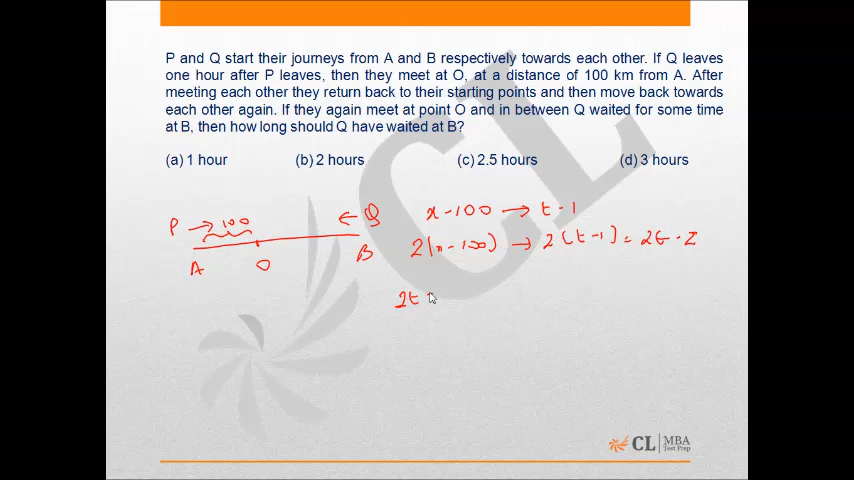 P and Q start their journeys from A and B respectively towards each other. If Q leaves
one hour after P leaves, then they meet at O, at a distance of 100 km from A. After
meeting each other they return back to their starting points and then move back towards
each other again. If they again meet at point O and in between Q waited for some time
at B, then how long should Q have waited at B?
(a) 1 hour (b) 2 hours (c) 2.5 hours (d) 3 hours
P → 100 ← Q x - 100 → t - 1
A O B 2(x - 100) → 2(t - 1) = 2t - 2
2t
CL
CL MBA
Test Prep